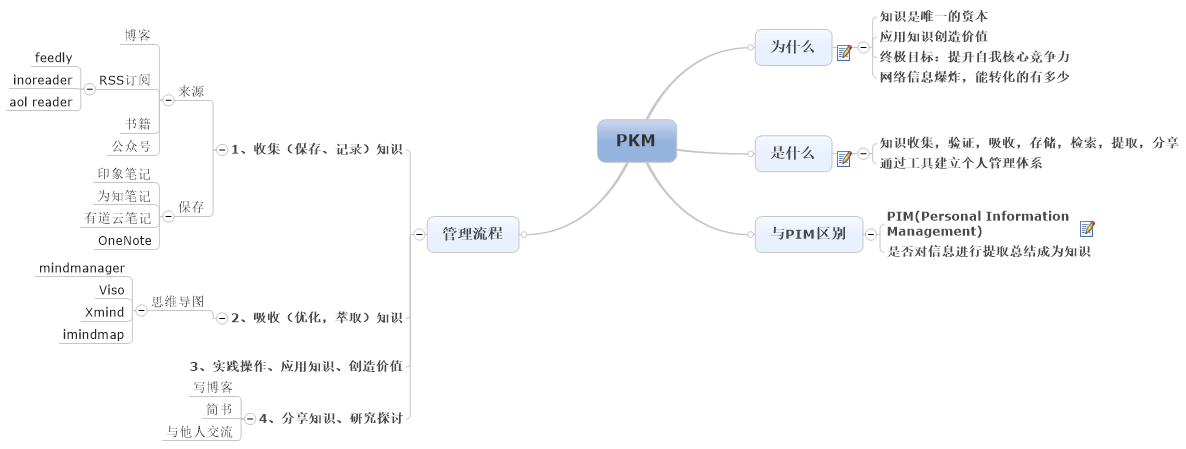 PKM
为什么
知识是唯一的资本
应用知识创造价值
终极目标：提升自我核心竞争力
网络信息爆炸，能转化的有多少
是什么
知识收集，验证，吸收，存储，检索，提取，分享
通过工具建立个人管理体系
与PIM区别
PIM(Personal Information
Management)
是否对信息进行提取总结成为知识
管理流程
1、收集（保存、记录）知识
来源
博客
RSS订阅
feedly
inoreader
aol reader
书籍
公众号
保存
印象笔记
为知笔记
有道云笔记
OneNote
2、吸收（优化，萃取）知识
思维导图
mindmanager
Viso
Xmind
imindmap
3、实践操作、应用知识、创造价值
4、分享知识、研究探讨
写博客
简书
与他人交流